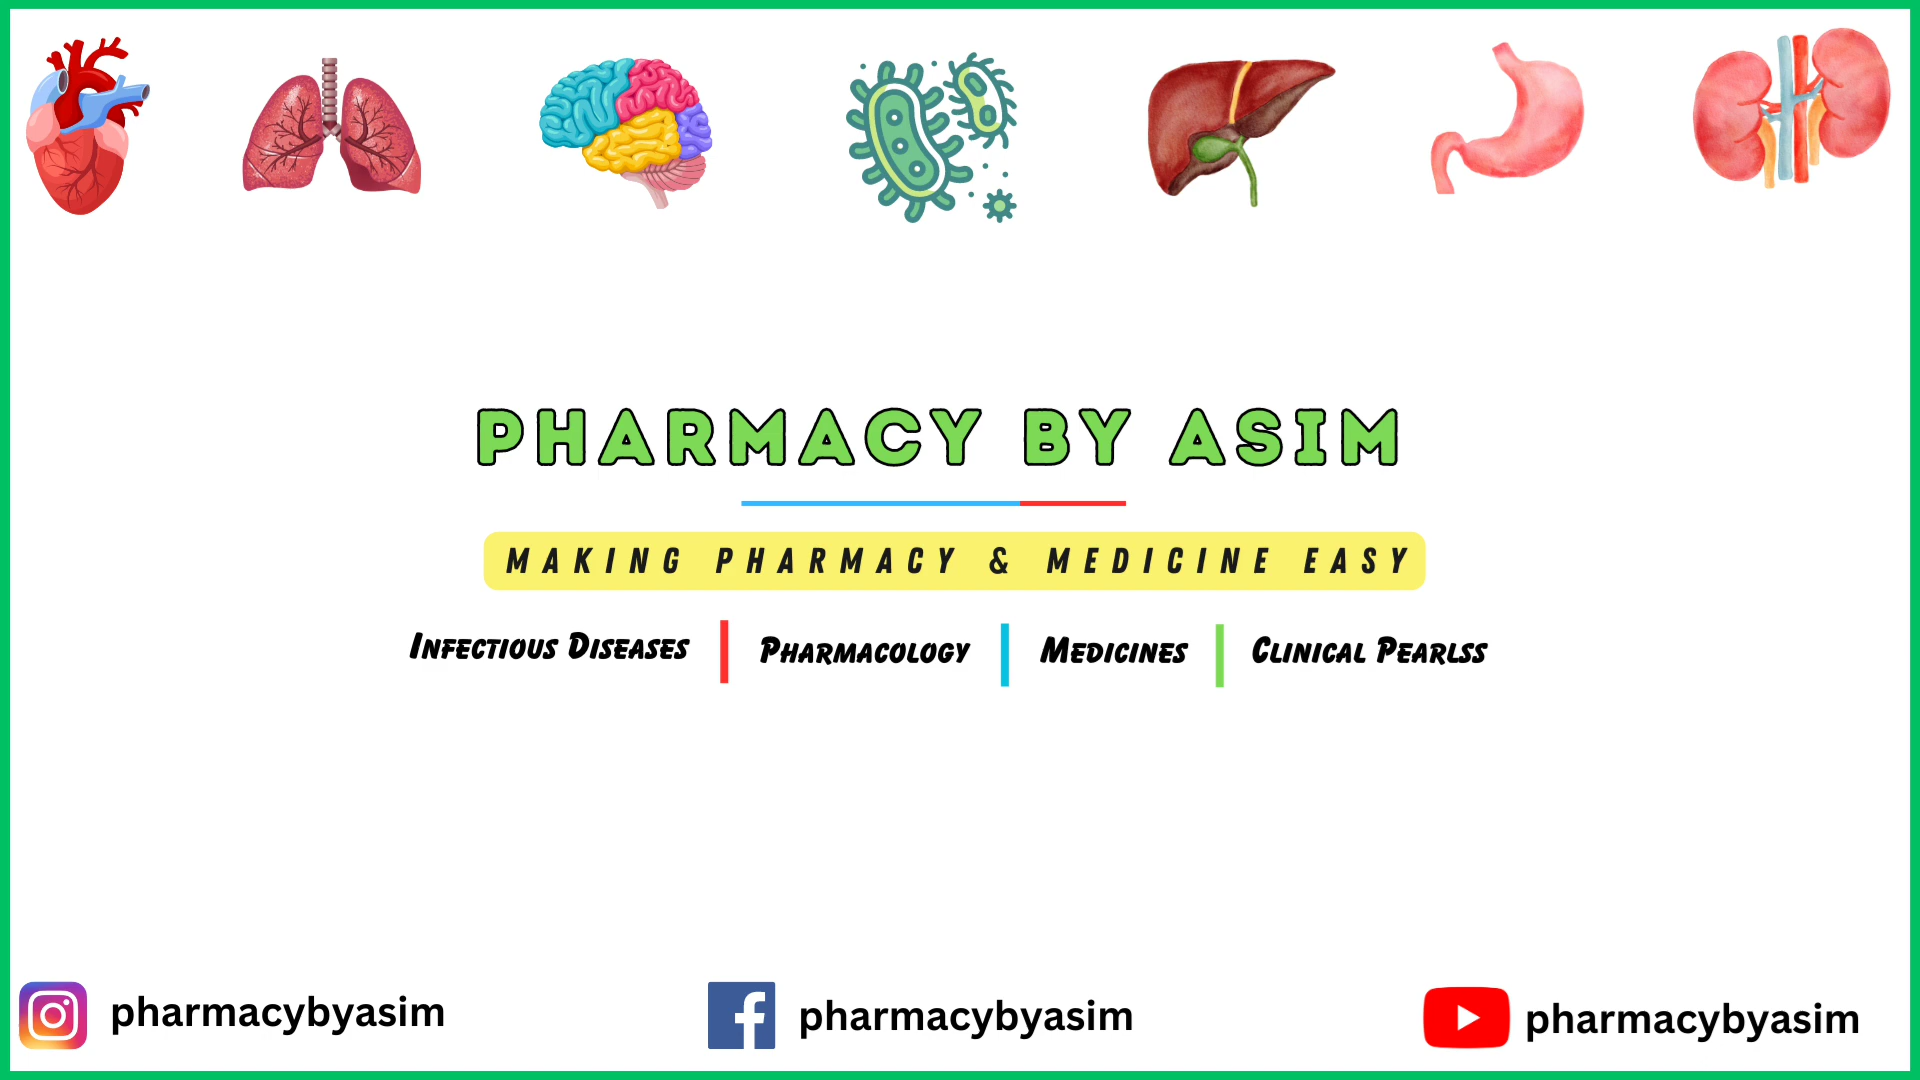 PHARMACY BY ASIM
MAKING PHARMACY & MEDICINE EASY
INFECTIOUS DISEASES
PHARMACOLOGY
MEDICINES
CLINICAL PEARLSS
pharmacybyasim
pharmacybyasim
pharmacybyasim